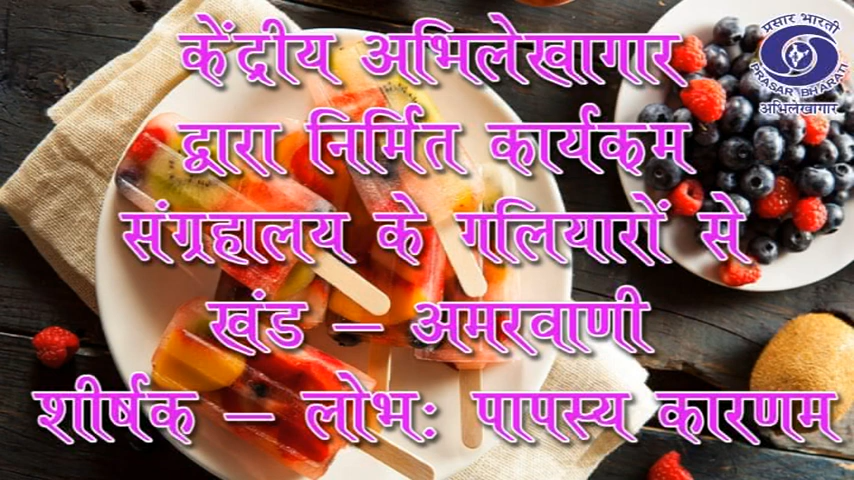 केंद्रीय अभिलेखागार
द्वारा निर्मित कार्यक्रम
संग्रहालय के गलियारों से
खंड – अमरवाणी
शीर्षक – लोभः पापस्य कारणम
प्रसार भारती
PRASAR BHARATI
अभिलेखागार